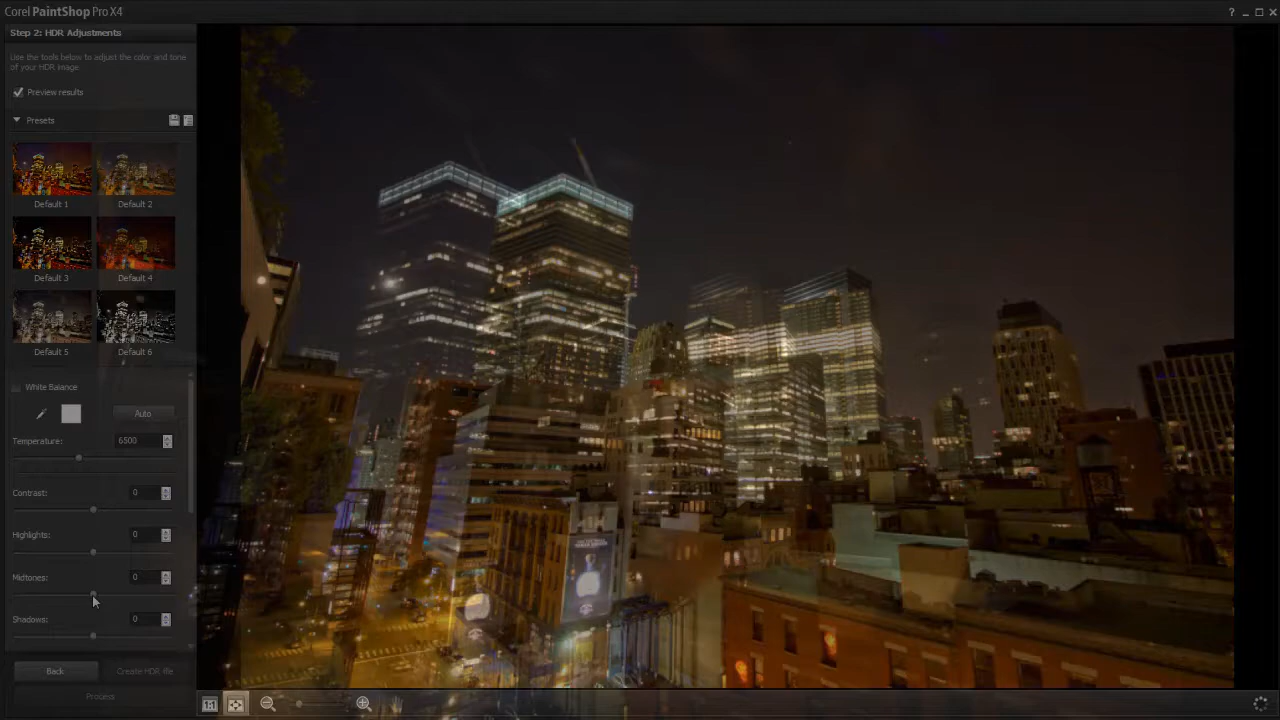 Corel PaintShop Pro X4
Step 2: HDR Adjustments
Use the tools below to adjust the color and tone
of your HDR image.
Preview results
Presets
Default 1
Default 2
Default 3
Default 4
Default 5
Default 6
White Balance
Auto
Temperature: 6500
Contrast: 0
Highlights: 0
Midtones: 0
Shadows: 0
Back
Create HDR file
Process
1:1